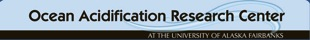 Ocean Acidification Research Center
AT THE UNIVERSITY OF ALASKA FAIRBANKS